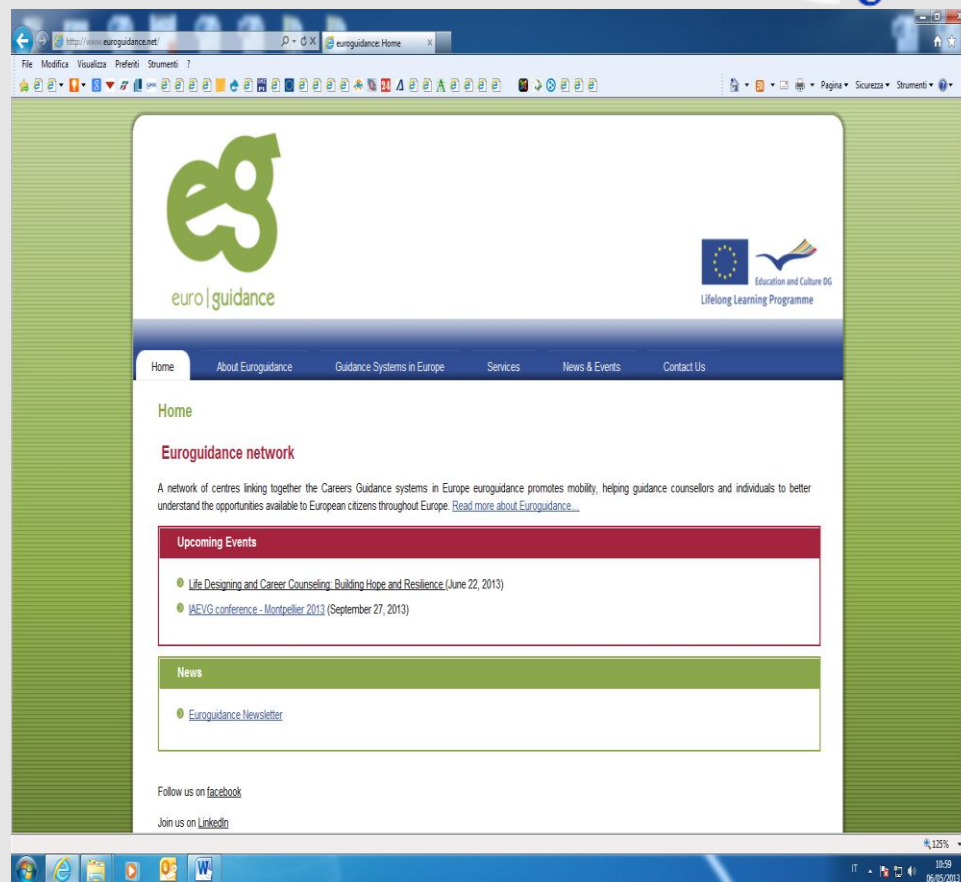 http://www.euroguidance.net/
euroguidance: Home
File Modifica Visualizza Preferiti Strumenti ?
Pagina Sicurezza Strumenti
eg
euro|guidance
Education and Culture DG
Lifelong Learning Programme
Home About Euroguidance Guidance Systems in Europe Services News & Events Contact Us
Home
Euroguidance network
A network of centres linking together the Careers Guidance systems in Europe euroguidance promotes mobility, helping guidance counsellors and individuals to better
understand the opportunities available to European citizens throughout Europe. Read more about Euroguidance...
Upcoming Events
Life Designing and Career Counseling: Building Hope and Resilience (June 22, 2013)
IAEVG conference - Montpellier 2013 (September 27, 2013)
News
Euroguidance Newsletter
Follow us on facebook
Join us on LinkedIn
125%
IT 10:59
06/05/2013